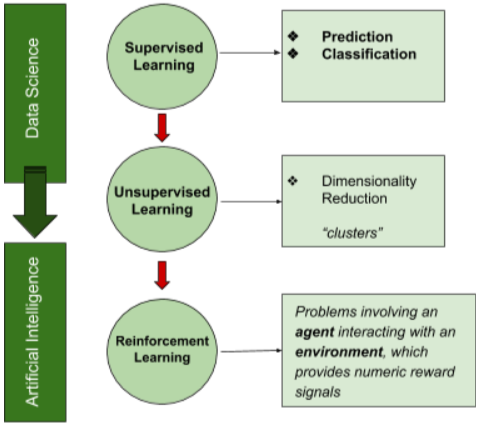 Data Science
Supervised
Learning
❖ Prediction
❖ Classification
Unsupervised
Learning
❖ Dimensionality
Reduction
“clusters”
Artificial Intelligence
Reinforcement
Learning
Problems involving an
agent interacting with an
environment, which
provides numeric reward
signals